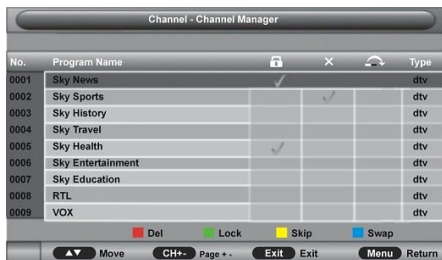 Channel - Channel Manager
No. Program Name Type
0001 Sky News dtv
0002 Sky Sports dtv
0003 Sky History dtv
0004 Sky Travel dtv
0005 Sky Health dtv
0006 Sky Entertainment dtv
0007 Sky Education dtv
0008 RTL dtv
0009 VOX dtv
Del Lock Skip Swap
Move CH+- Page + - Exit Exit Menu Return